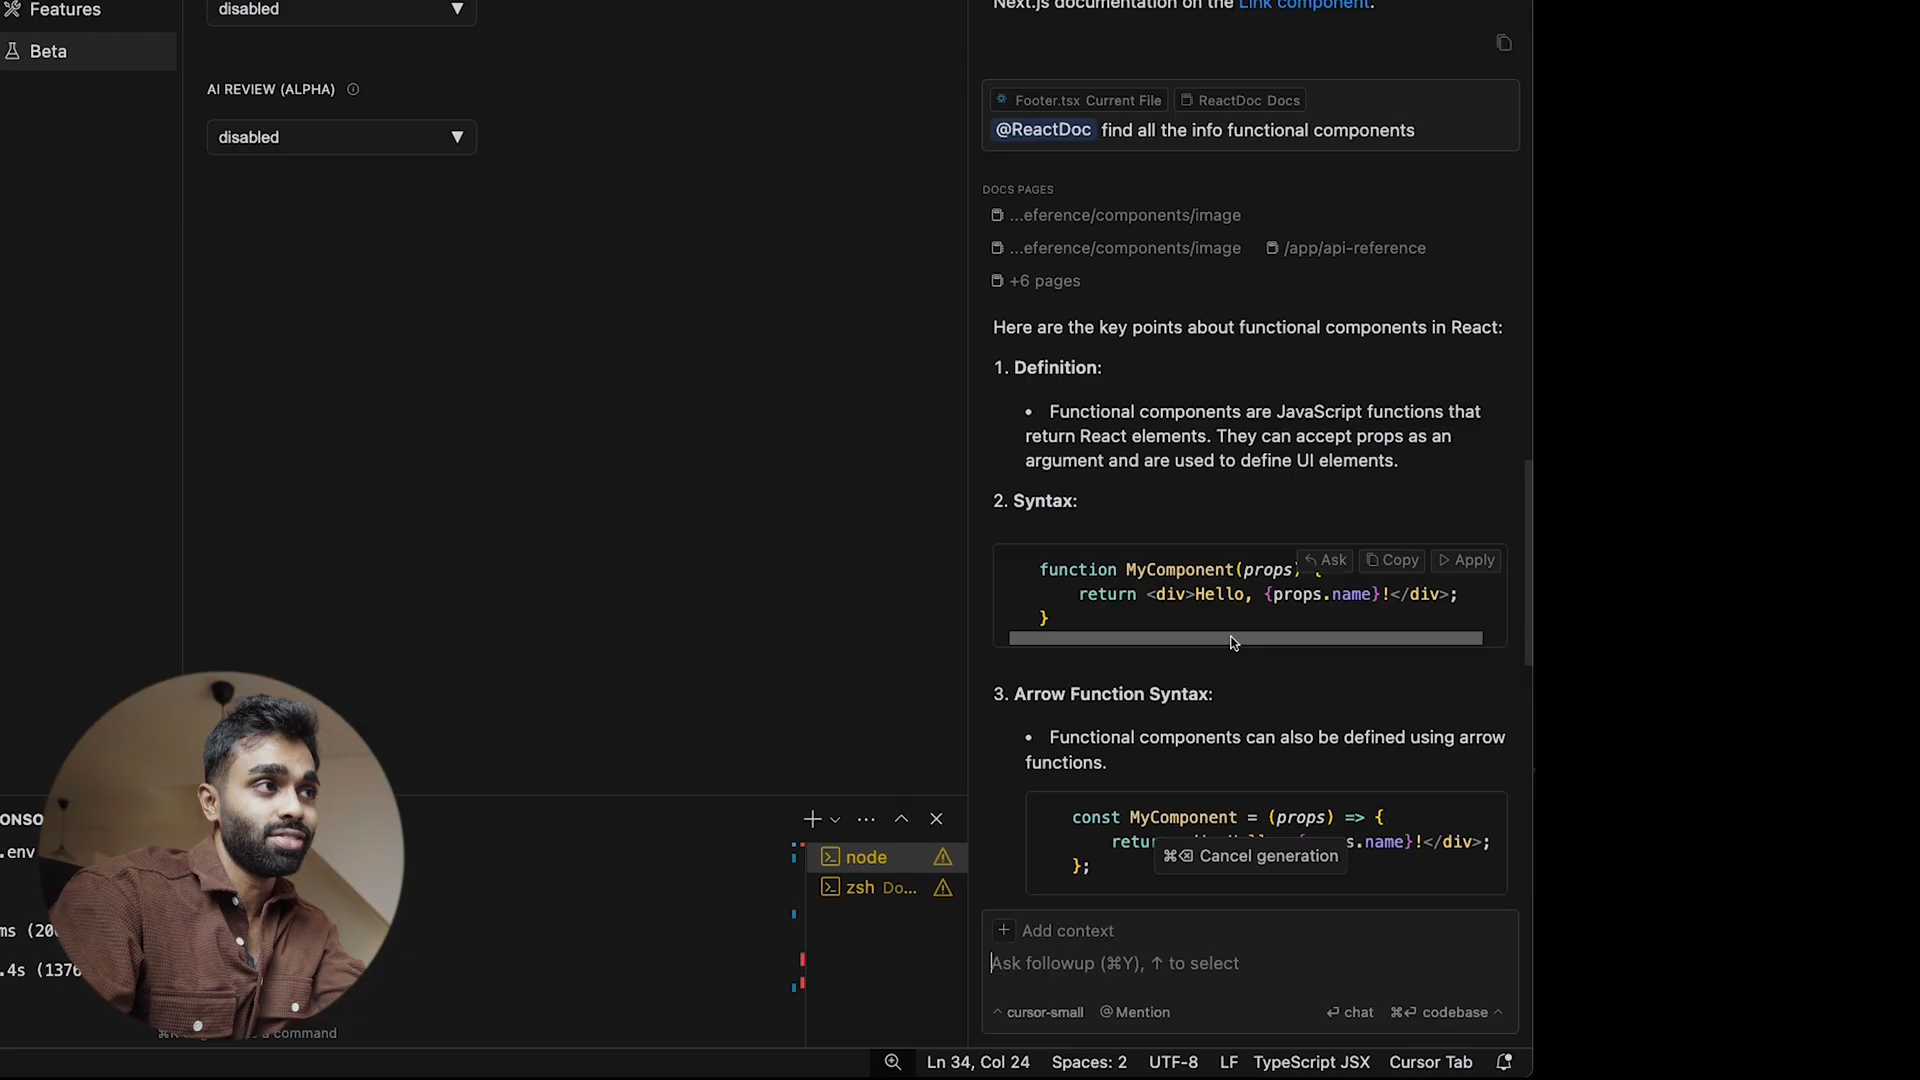 Features
Beta
disabled ▼
AI REVIEW (ALPHA)
disabled ▼
Next.js documentation on the Link component.
Footer.tsx Current File ReactDoc Docs
@ReactDoc find all the info functional components
DOCS PAGES
...eference/components/image
...eference/components/image /app/api-reference
+6 pages
Here are the key points about functional components in React:
1. Definition:
• Functional components are JavaScript functions that
return React elements. They can accept props as an
argument and are used to define UI elements.
2. Syntax:
Ask Copy Apply
function MyComponent(props) {
return <div>Hello, {props.name}!</div>;
}
3. Arrow Function Syntax:
• Functional components can also be defined using arrow
functions.
const MyComponent = (props) => {
s.name}!</div>;
};
⌘⌫ Cancel generation
+ Add context
Ask followup (⌘Y), ↑ to select
^ cursor-small @ Mention ↵ chat ⌘↵ codebase ^
ONSO
.env
ms (20
.4s (1376
a command
node
zsh Do...
Ln 34, Col 24 Spaces: 2 UTF-8 LF TypeScript JSX Cursor Tab